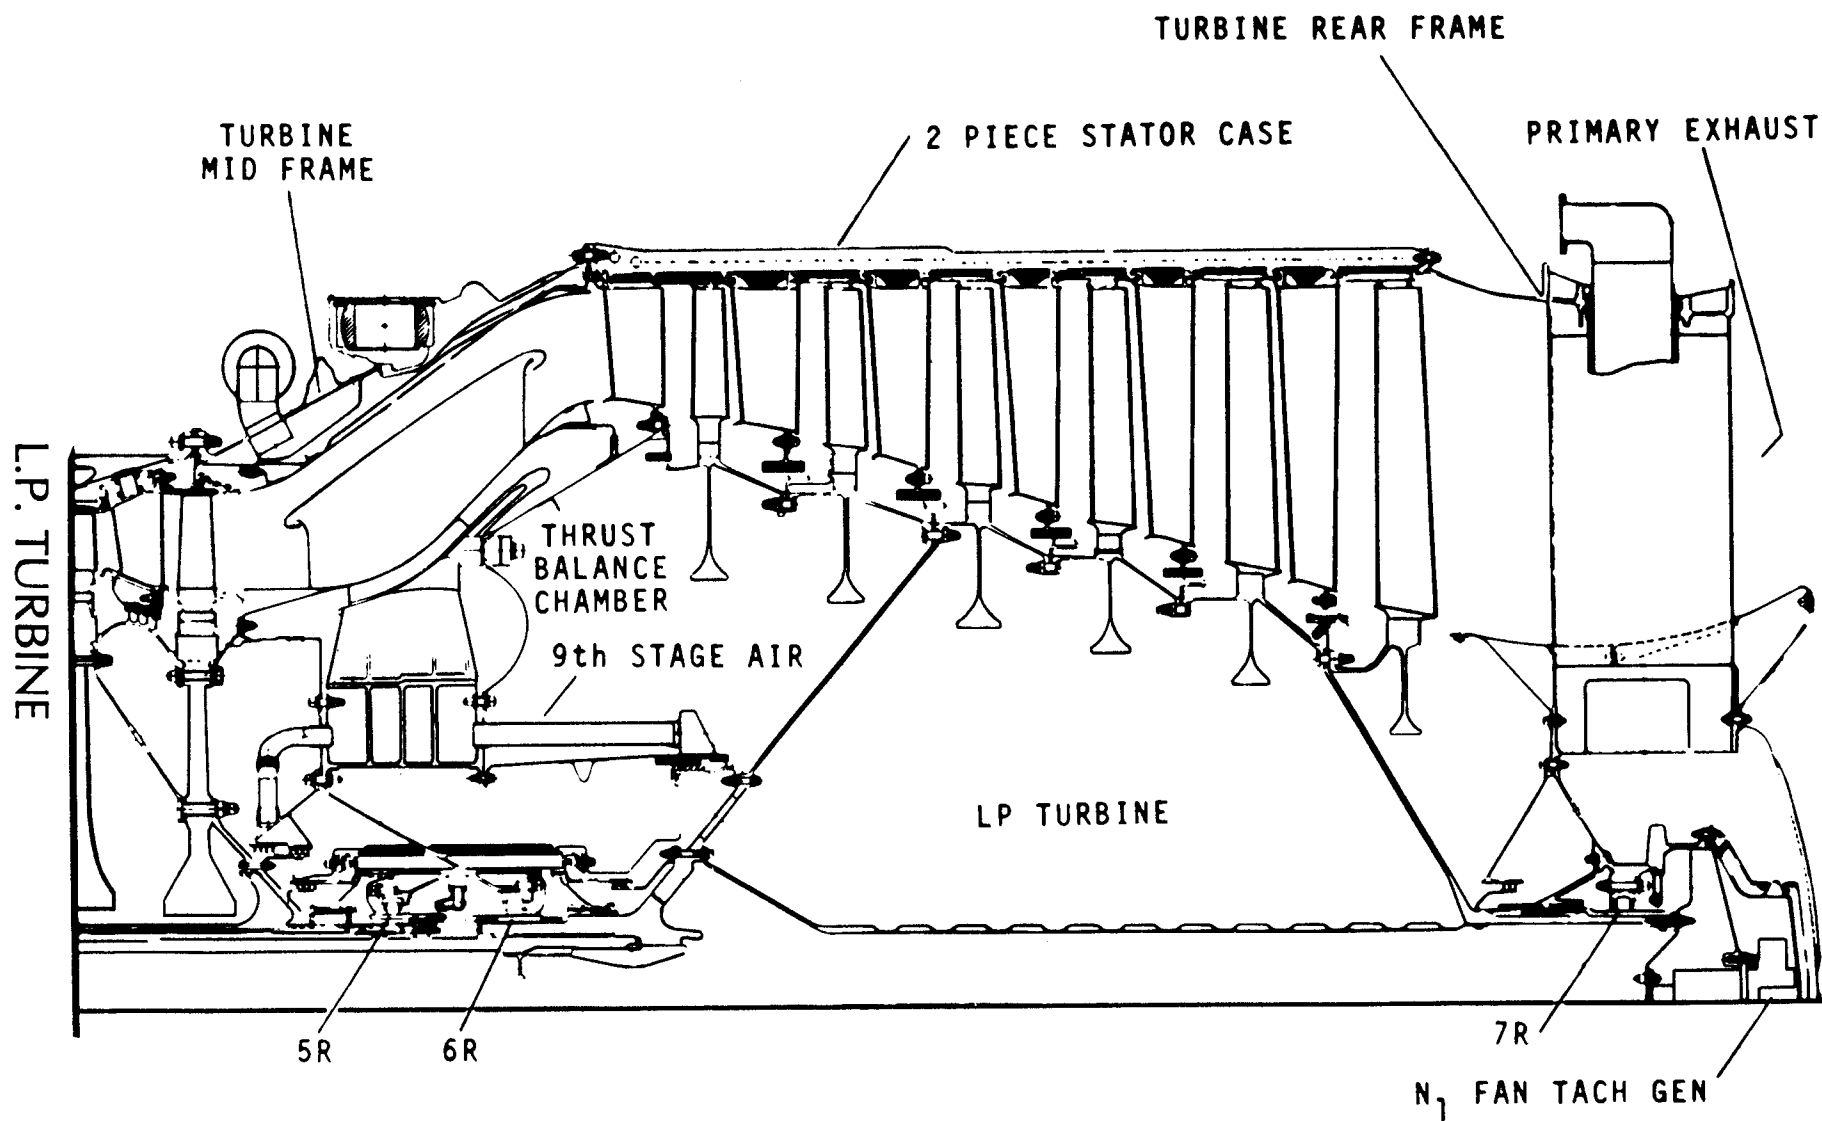 TURBINE REAR FRAME
TURBINE
MID FRAME
2 PIECE STATOR CASE
PRIMARY EXHAUST
L.P. TURBINE
THRUST
BALANCE
CHAMBER
9th STAGE AIR
LP TURBINE
5R
6R
7R
N1 FAN TACH GEN